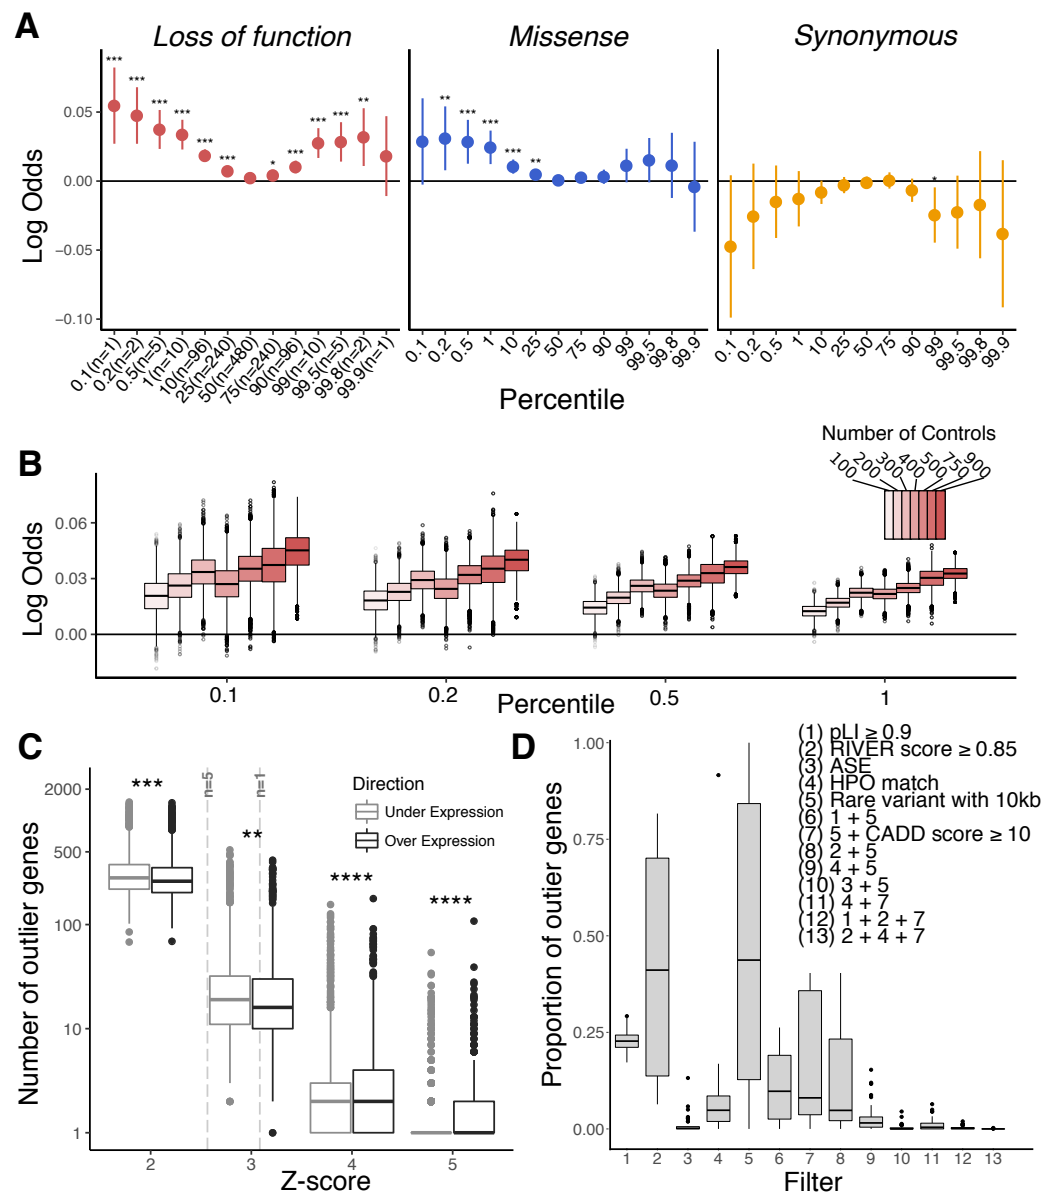 A
Loss of function
Missense
Synonymous
Log Odds
0.05
0.00
−0.05
−0.10
***
***
***
***
***
***
*
***
***
***
**
**
***
***
***
**
*
0.1(n=1)
0.2(n=2)
0.5(n=5)
1(n=10)
10(n=96)
25(n=240)
50(n=480)
75(n=240)
90(n=96)
99(n=10)
99.5(n=5)
99.8(n=2)
99.9(n=1)
0.1
0.2
0.5
1
10
25
50
75
90
99
99.5
99.8
99.9
0.1
0.2
0.5
1
10
25
50
75
90
99
99.5
99.8
99.9
Percentile
B
Number of Controls
100
200
300
400
500
750
900
Log Odds
0.06
0.03
0.00
0.1
0.2
0.5
1
Percentile
C
Number of outlier genes
2000
500
100
10
1
n=5
n=1
***
**
****
****
Direction
Under Expression
Over Expression
2
3
4
5
Z-score
D
Proportion of outier genes
1.00
0.75
0.50
0.25
0.00
(1) pLI ≥ 0.9
(2) RIVER score ≥ 0.85
(3) ASE
(4) HPO match
(5) Rare variant with 10kb
(6) 1 + 5
(7) 5 + CADD score ≥ 10
(8) 2 + 5
(9) 4 + 5
(10) 3 + 5
(11) 4 + 7
(12) 1 + 2 + 7
(13) 2 + 4 + 7
1 2 3 4 5 6 7 8 9 10 11 12 13
Filter